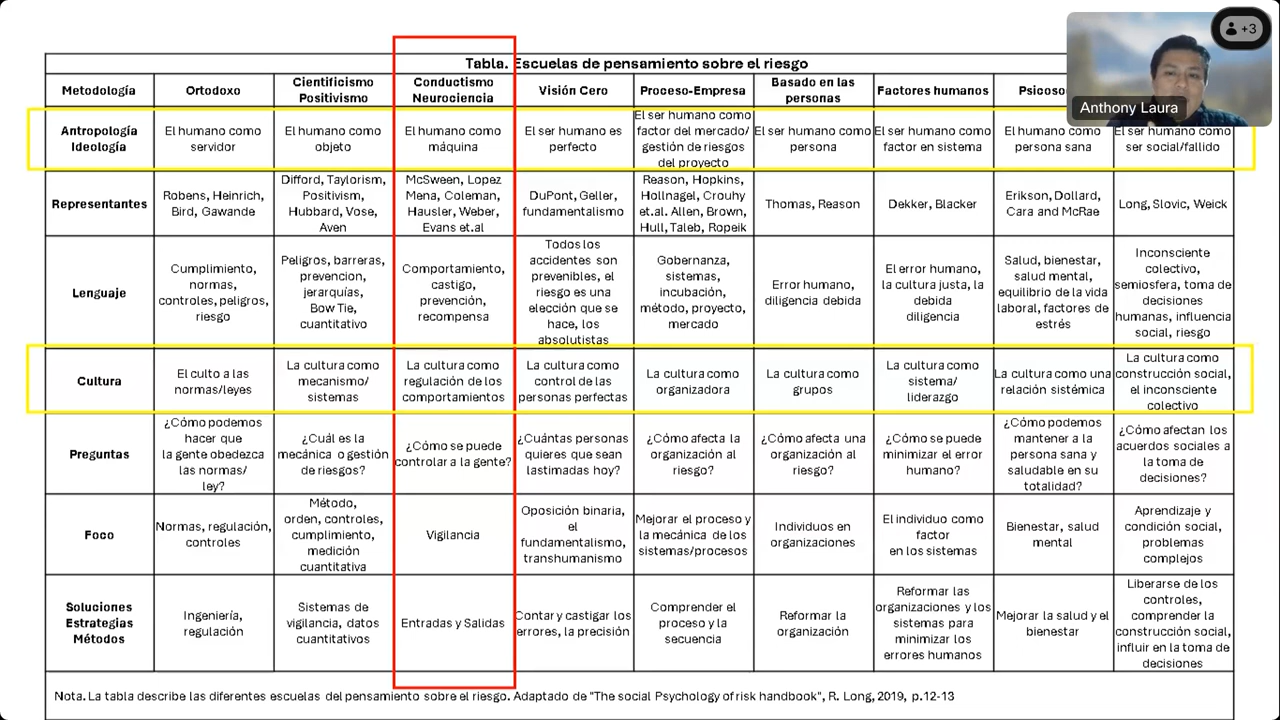 +3
Anthony Laura
Tabla. Escuelas de pensamiento sobre el riesgo
Metodología
Ortodoxo
Cientificismo
Positivismo
Conductismo
Neurociencia
Visión Cero
Proceso-Empresa
Basado en las
personas
Factores humanos
Antropología
Ideología
El humano como
servidor
El humano como
objeto
El humano como
máquina
El ser humano es
perfecto
El ser humano como
factor del mercado/
gestión de riesgos
del proyecto
El ser humano como
persona
El ser humano como
factor en sistema
El ser humano como
persona sana
El ser humano como
ser social/fallido
Representantes
Robens, Heinrich,
Bird, Gawande
Difford, Taylorism,
Positivism,
Hubbard, Vose,
Aven
McSween, Lopez
Mena, Coleman,
Hausler, Weber,
Evans et.al
DuPont, Geller,
fundamentalismo
Reason, Hopkins,
Hollnagel, Crouhy
et.al. Allen, Brown,
Hull, Taleb, Ropeik
Thomas, Reason
Dekker, Blacker
Erikson, Dollard,
Cara and McRae
Long, Slovic, Weick
Lenguaje
Cumplimiento,
normas,
controles, peligros,
riesgo
Peligros, barreras,
prevencion,
jerarquías,
Bow Tie,
cuantitativo
Comportamiento,
castigo,
prevención,
recompensa
Todos los
accidentes son
prevenibles, el
riesgo es una
elección que se
hace, los
absolutistas
Gobernanza,
sistemas,
incubación,
método, proyecto,
mercado
Error humano,
diligencia debida
El error humano,
la cultura justa, la
debida
diligencia
Salud, bienestar,
salud mental,
equilibrio de la vida
laboral, factores de
estrés
Inconsciente
colectivo,
semiosfera, toma de
decisiones
humanas, influencia
social, riesgo
Cultura
El culto a las
normas/leyes
La cultura como
mecanismo/
sistemas
La cultura como
regulación de los
comportamientos
La cultura como
control de las
personas perfectas
La cultura como
organizadora
La cultura como
grupos
La cultura como
sistema/
liderazgo
La cultura como una
relación sistémica
La cultura como
construcción social,
el inconsciente
colectivo
Preguntas
¿Cómo podemos
hacer que
la gente obedezca
las normas/
ley?
¿Cuál es la
mecánica o gestión
de riesgos?
¿Cómo se puede
controlar a la gente?
¿Cuántas personas
quieres que sean
lastimadas hoy?
¿Cómo afecta la
organización al
riesgo?
¿Cómo afecta una
organización al
riesgo?
¿Cómo se puede
minimizar el error
humano?
¿Cómo podemos
mantener a la
persona sana y
saludable en su
totalidad?
¿Cómo afectan los
acuerdos sociales a
la toma de
decisiones?
Foco
Normas, regulación,
controles
Método,
orden, controles,
cumplimiento,
medición
cuantitativa
Vigilancia
Oposición binaria,
el
fundamentalismo,
transhumanismo
Mejorar el proceso y
la mecánica de los
sistemas/procesos
Individuos en
organizaciones
El individuo como
factor
en los sistemas
Bienestar, salud
mental
Aprendizaje y
condición social,
problemas
complejos
Soluciones
Estrategias
Métodos
Ingeniería,
regulación
Sistemas de
vigilancia, datos
cuantitativos
Entradas y Salidas
Contar y castigar los
errores, la precisión
Comprender el
proceso y la
secuencia
Reformar la
organización
Reformar las
organizaciones y los
sistemas para
minimizar los
errores humanos
Mejorar la salud y el
bienestar
Liberarse de los
controles,
comprender la
construcción social,
influir en la toma de
decisiones
Nota. La tabla describe las diferentes escuelas del pensamiento sobre el riesgo. Adaptado de "The social Psychology of risk handbook", R. Long, 2019, p.12-13